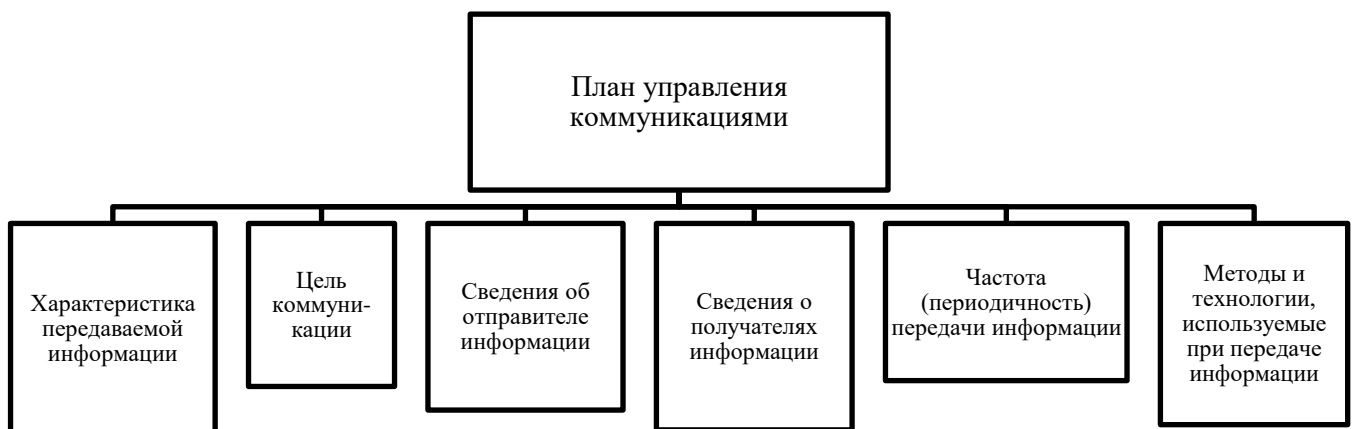 План управления
коммуникациями
Характеристика
передаваемой
информации
Цель
коммуни-
кации
Сведения об
отправителе
информации
Сведения о
получателях
информации
Частота
(периодичность)
передачи информации
Методы и
технологии,
используемые
при передаче
информации